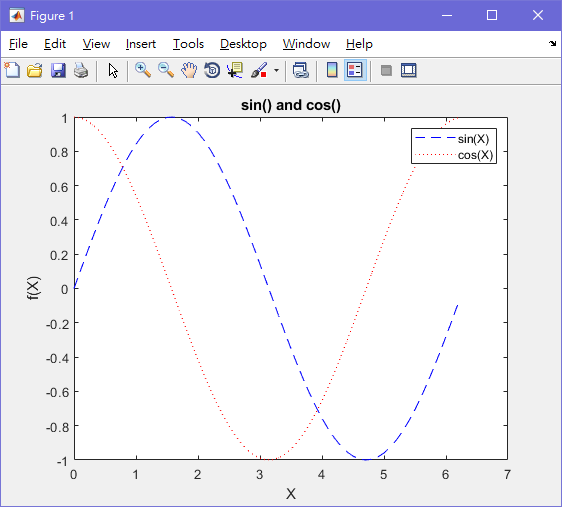 Figure 1
File Edit View Insert Tools Desktop Window Help
sin() and cos()
1
0.8
0.6
0.4
0.2
0
-0.2
-0.4
-0.6
-0.8
-1
f(X)
sin(X)
cos(X)
0 1 2 3 4 5 6 7
X